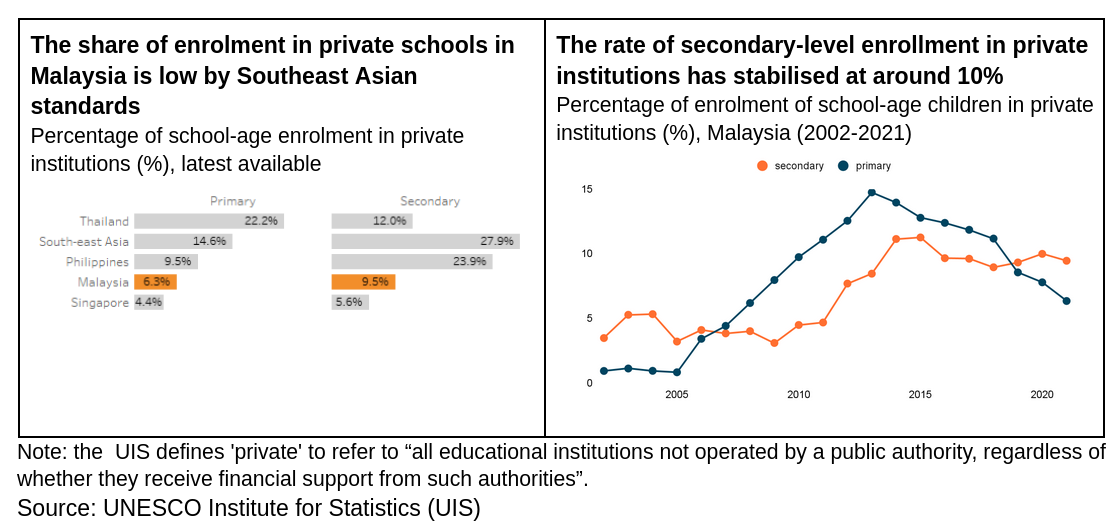 The share of enrolment in private schools in
Malaysia is low by Southeast Asian
standards
Percentage of school-age enrolment in private
institutions (%), latest available
Primary Secondary
Thailand 22.2% 12.0%
South-east Asia 14.6% 27.9%
Philippines 9.5% 23.9%
Malaysia 6.3% 9.5%
Singapore 4.4% 5.6%
The rate of secondary-level enrollment in private
institutions has stabilised at around 10%
Percentage of enrolment of school-age children in private
institutions (%), Malaysia (2002-2021)
secondary primary
15
10
5
0
2005 2010 2015 2020
Note: the  UIS defines 'private' to refer to “all educational institutions not operated by a public authority, regardless of
whether they receive financial support from such authorities”.
Source: UNESCO Institute for Statistics (UIS)